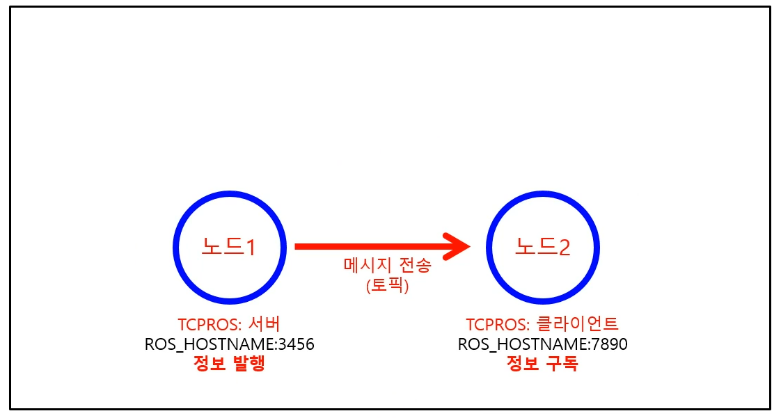 노드1
노드2
메시지 전송
(토픽)
TCPROS: 서버
ROS_HOSTNAME:3456
정보 발행
TCPROS: 클라이언트
ROS_HOSTNAME:7890
정보 구독